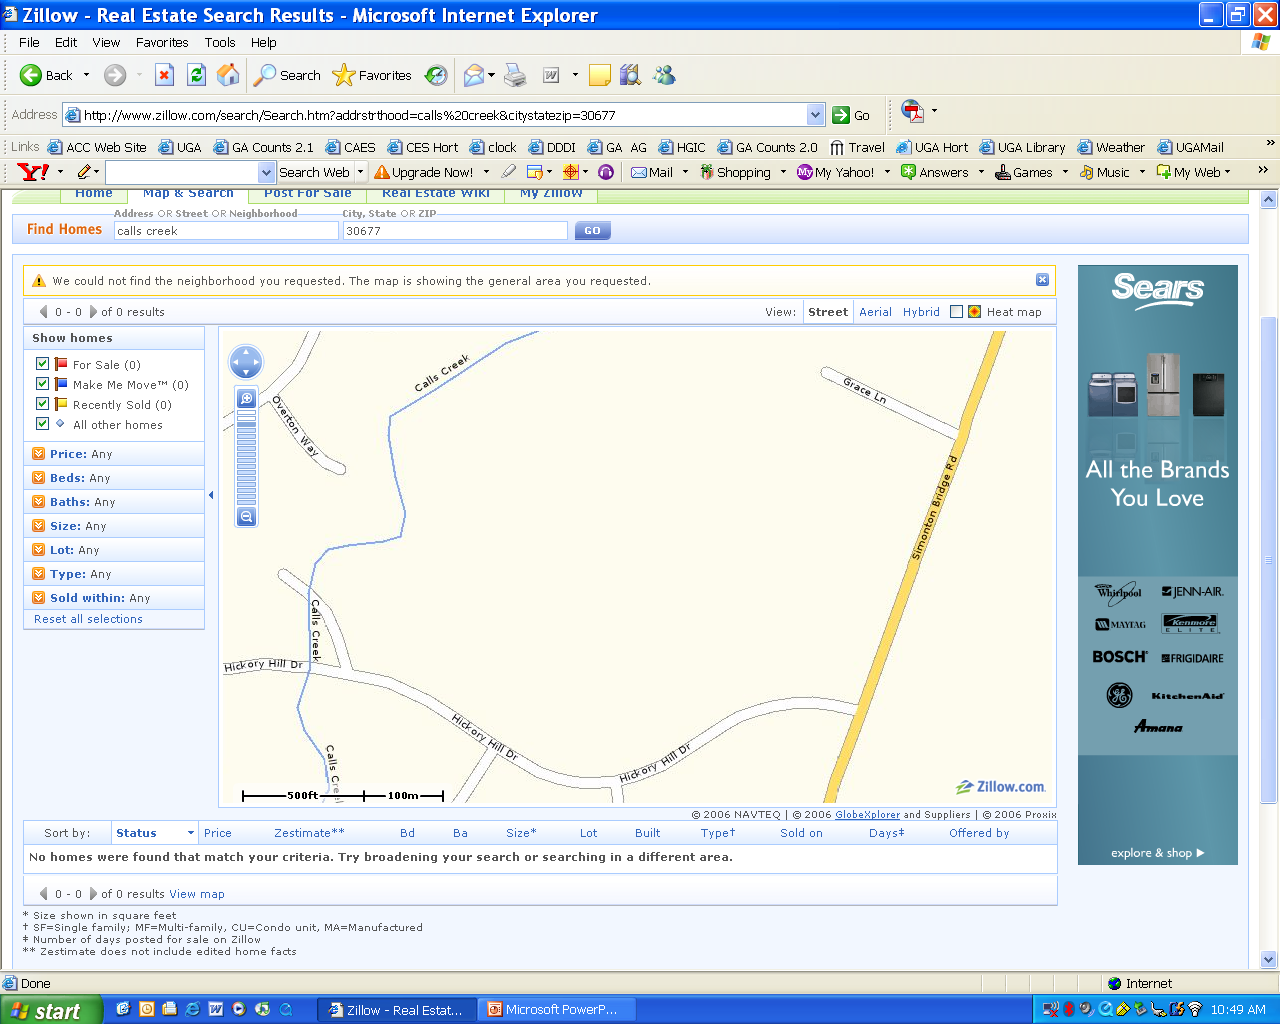 Zillow - Real Estate Search Results - Microsoft Internet Explorer
File Edit View Favorites Tools Help
Back Search Favorites
Address http://www.zillow.com/search/Search.htm?addrstrthood=calls%20creek&citystatezip=30677 Go
Links ACC Web Site UGA GA Counts 2.1 CAES CES Hort clock DDDI GA AG HGIC GA Counts 2.0 Travel UGA Hort UGA Library Weather UGAMail »
Y! Search Web Upgrade Now! Mail Shopping My Yahoo! Answers Games Music My Web »
Home Map & Search Post For Sale Real Estate Wiki My Zillow
Address OR Street OR Neighborhood City, State OR ZIP
Find Homes calls creek 30677 GO
We could not find the neighborhood you requested. The map is showing the general area you requested.
0 - 0 of 0 results View: Street Aerial Hybrid Heat map
Show homes
For Sale (0)
Make Me Move™ (0)
Recently Sold (0)
All other homes
Price: Any
Beds: Any
Baths: Any
Size: Any
Lot: Any
Type: Any
Sold within: Any
Reset all selections
Calls Creek
Overton Way
Grace Ln
Simonton Bridge Rd
Calls Creek
Hickory Hill Dr
Hickory Hill Dr
Hickory Hill Dr
Calls Creek
500ft 100m
Zillow.com
© 2006 NAVTEQ | © 2006 GlobeXplorer and Suppliers | © 2006 Proxix
Sort by: Status Price Zestimate** Bd Ba Size* Lot Built Type† Sold on Days‡ Offered by
No homes were found that match your criteria. Try broadening your search or searching in a different area.
0 - 0 of 0 results View map
* Size shown in square feet
† SF=Single family; MF=Multi-family, CU=Condo unit, MA=Manufactured
‡ Number of days posted for sale on Zillow
** Zestimate does not include edited home facts
Sears
All the Brands
You Love
Whirlpool JENN-AIR.
MAYTAG Kenmore ELITE
BOSCH FRIGIDAIRE
GE KitchenAid
Amana
explore & shop
Done Internet
start Zillow - Real Estat... Microsoft PowerP... 10:49 AM